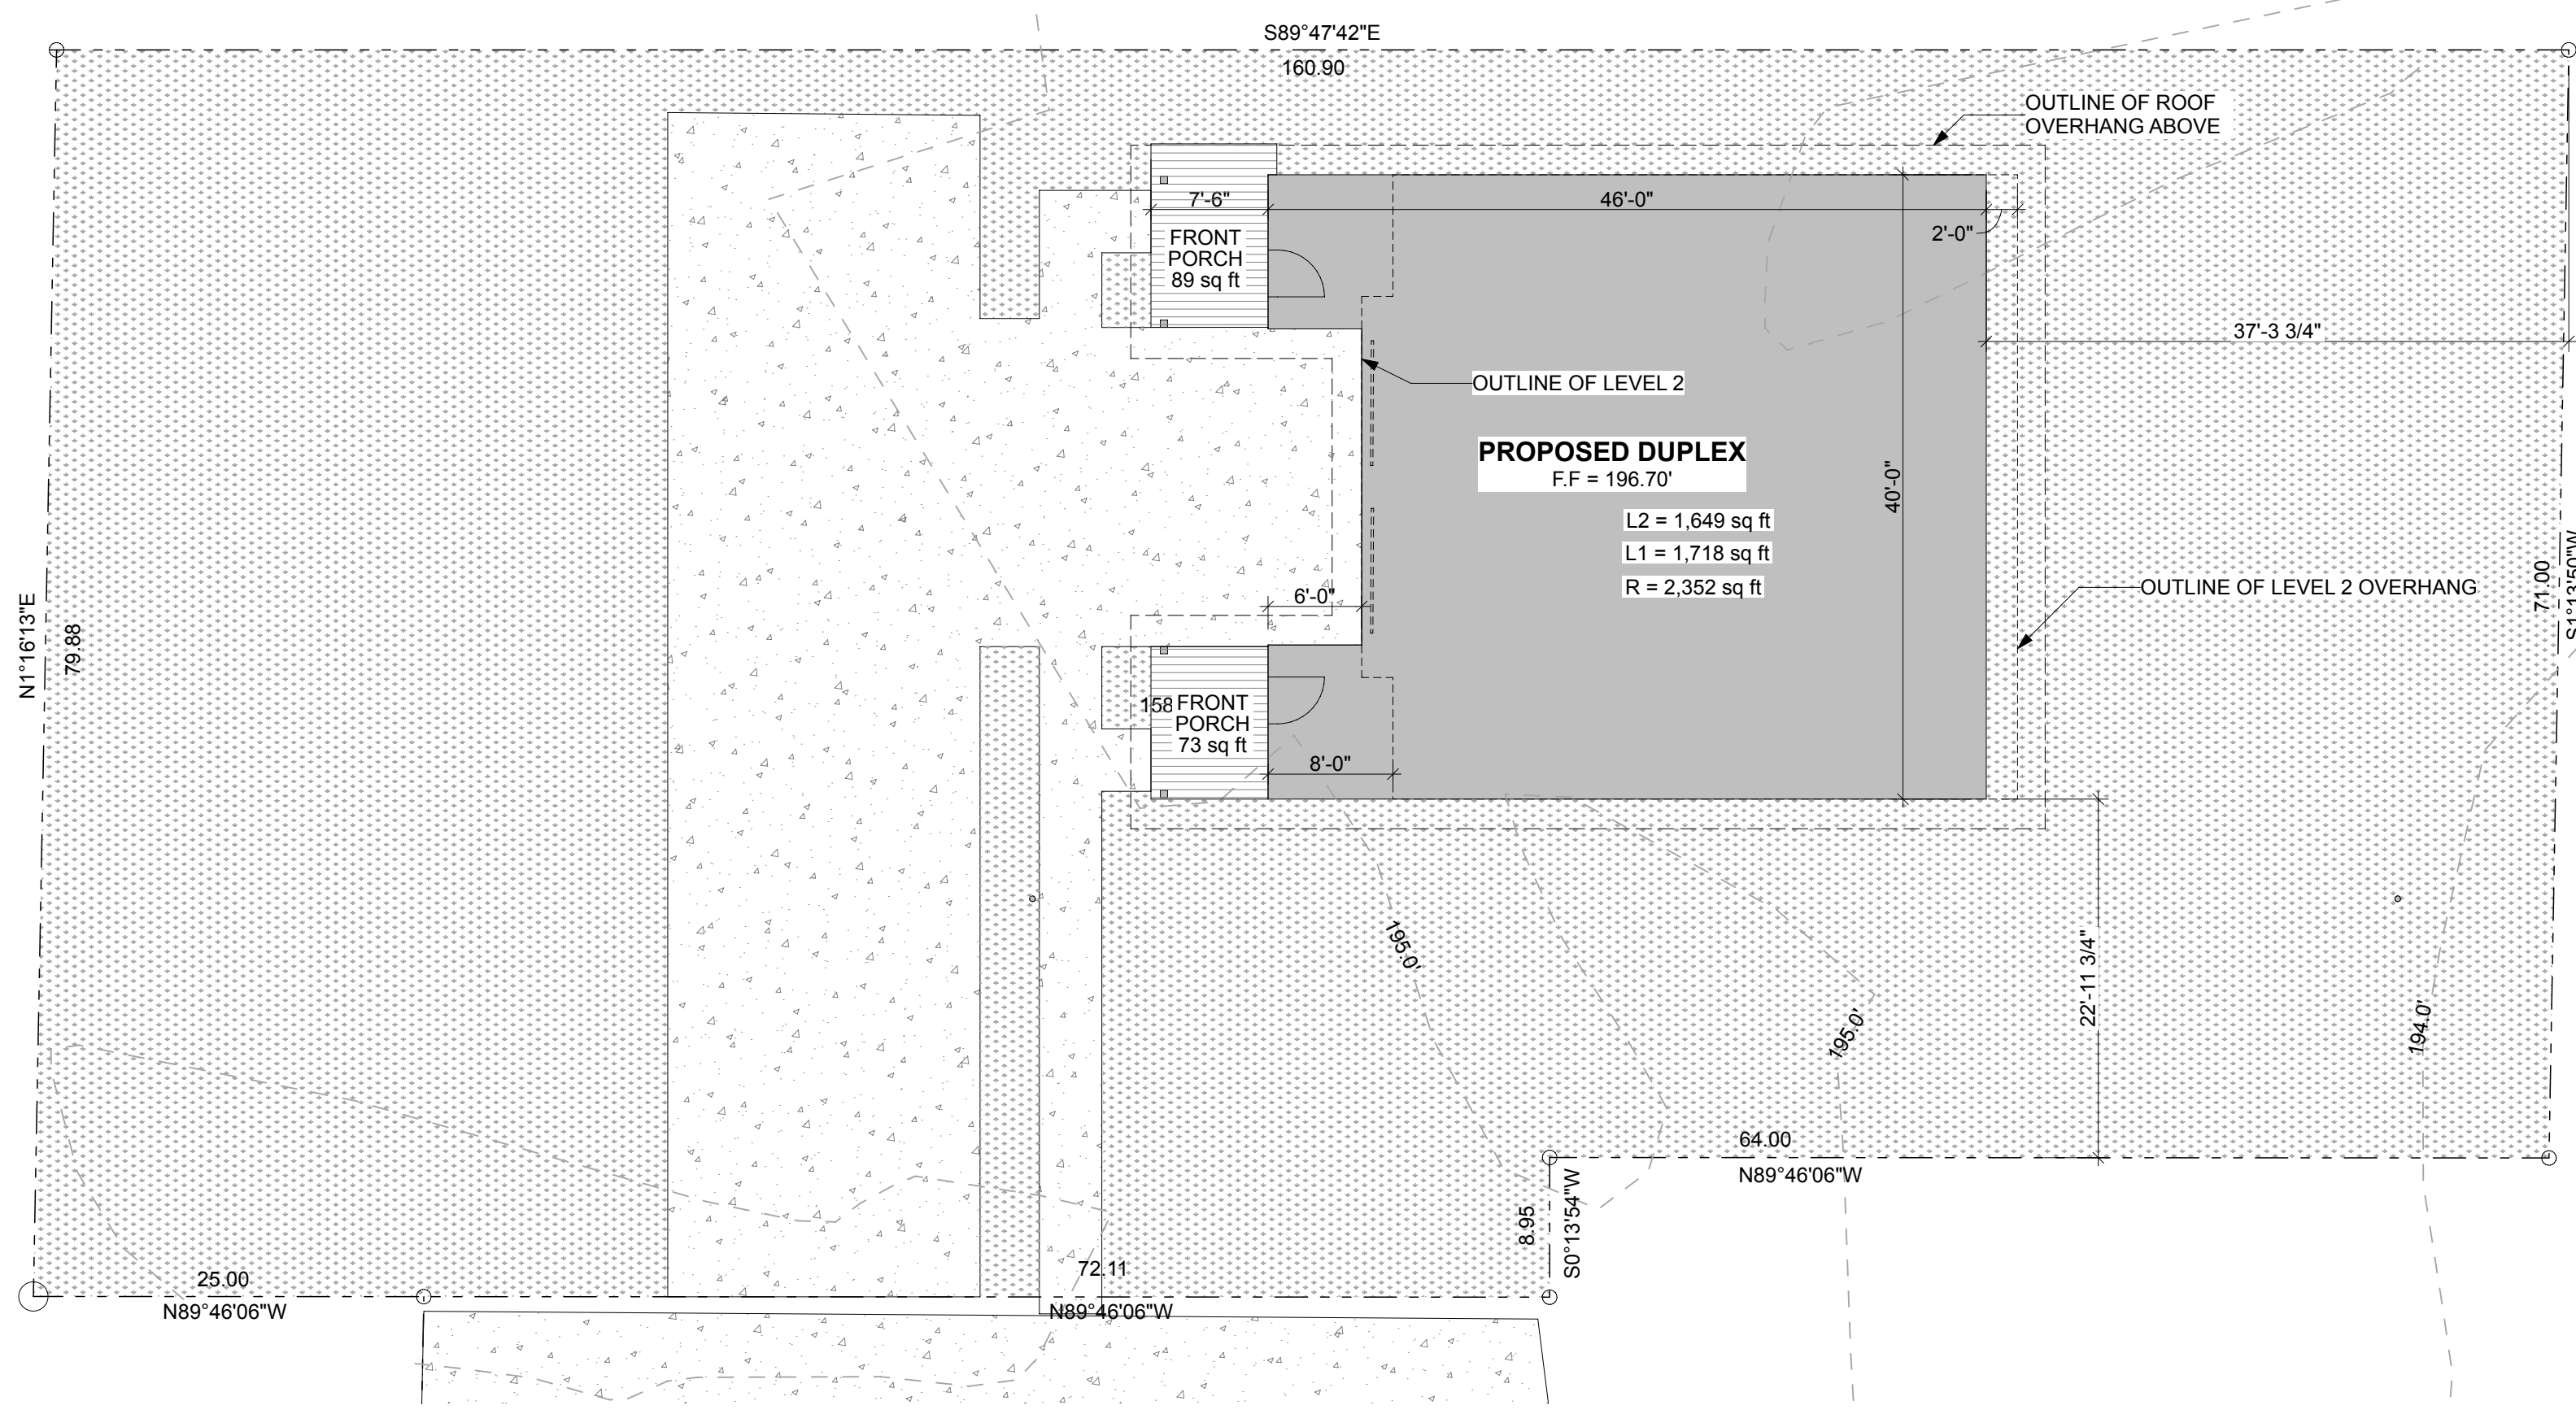 S89°47'42"E
160.90
OUTLINE OF ROOF
OVERHANG ABOVE
7'-6"
46'-0"
2'-0"
FRONT
PORCH
89 sq ft
37'-3 3/4"
OUTLINE OF LEVEL 2
PROPOSED DUPLEX
F.F = 196.70'
40'-0"
L2 = 1,649 sq ft
L1 = 1,718 sq ft
R = 2,352 sq ft
6'-0"
OUTLINE OF LEVEL 2 OVERHANG
71.00
S1°13'50"W
N1°16'13"E
79.88
158
FRONT
PORCH
73 sq ft
8'-0"
195.0'
195.0'
22'-11 3/4"
194.0'
64.00
N89°46'06"W
8.95
S0°13'54"W
25.00
N89°46'06"W
72.11
N89°46'06"W